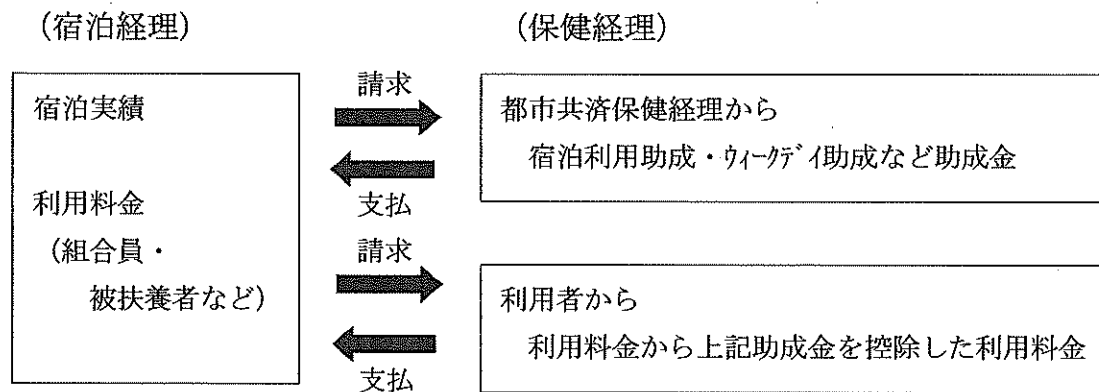 (宿泊経理)
(保健経理)
宿泊実績
利用料金
(組合員・
被扶養者など)
請求
支払
請求
支払
都市共済保健経理から
宿泊利用助成・ウィークデイ助成など助成金
利用者から
利用料金から上記助成金を控除した利用料金